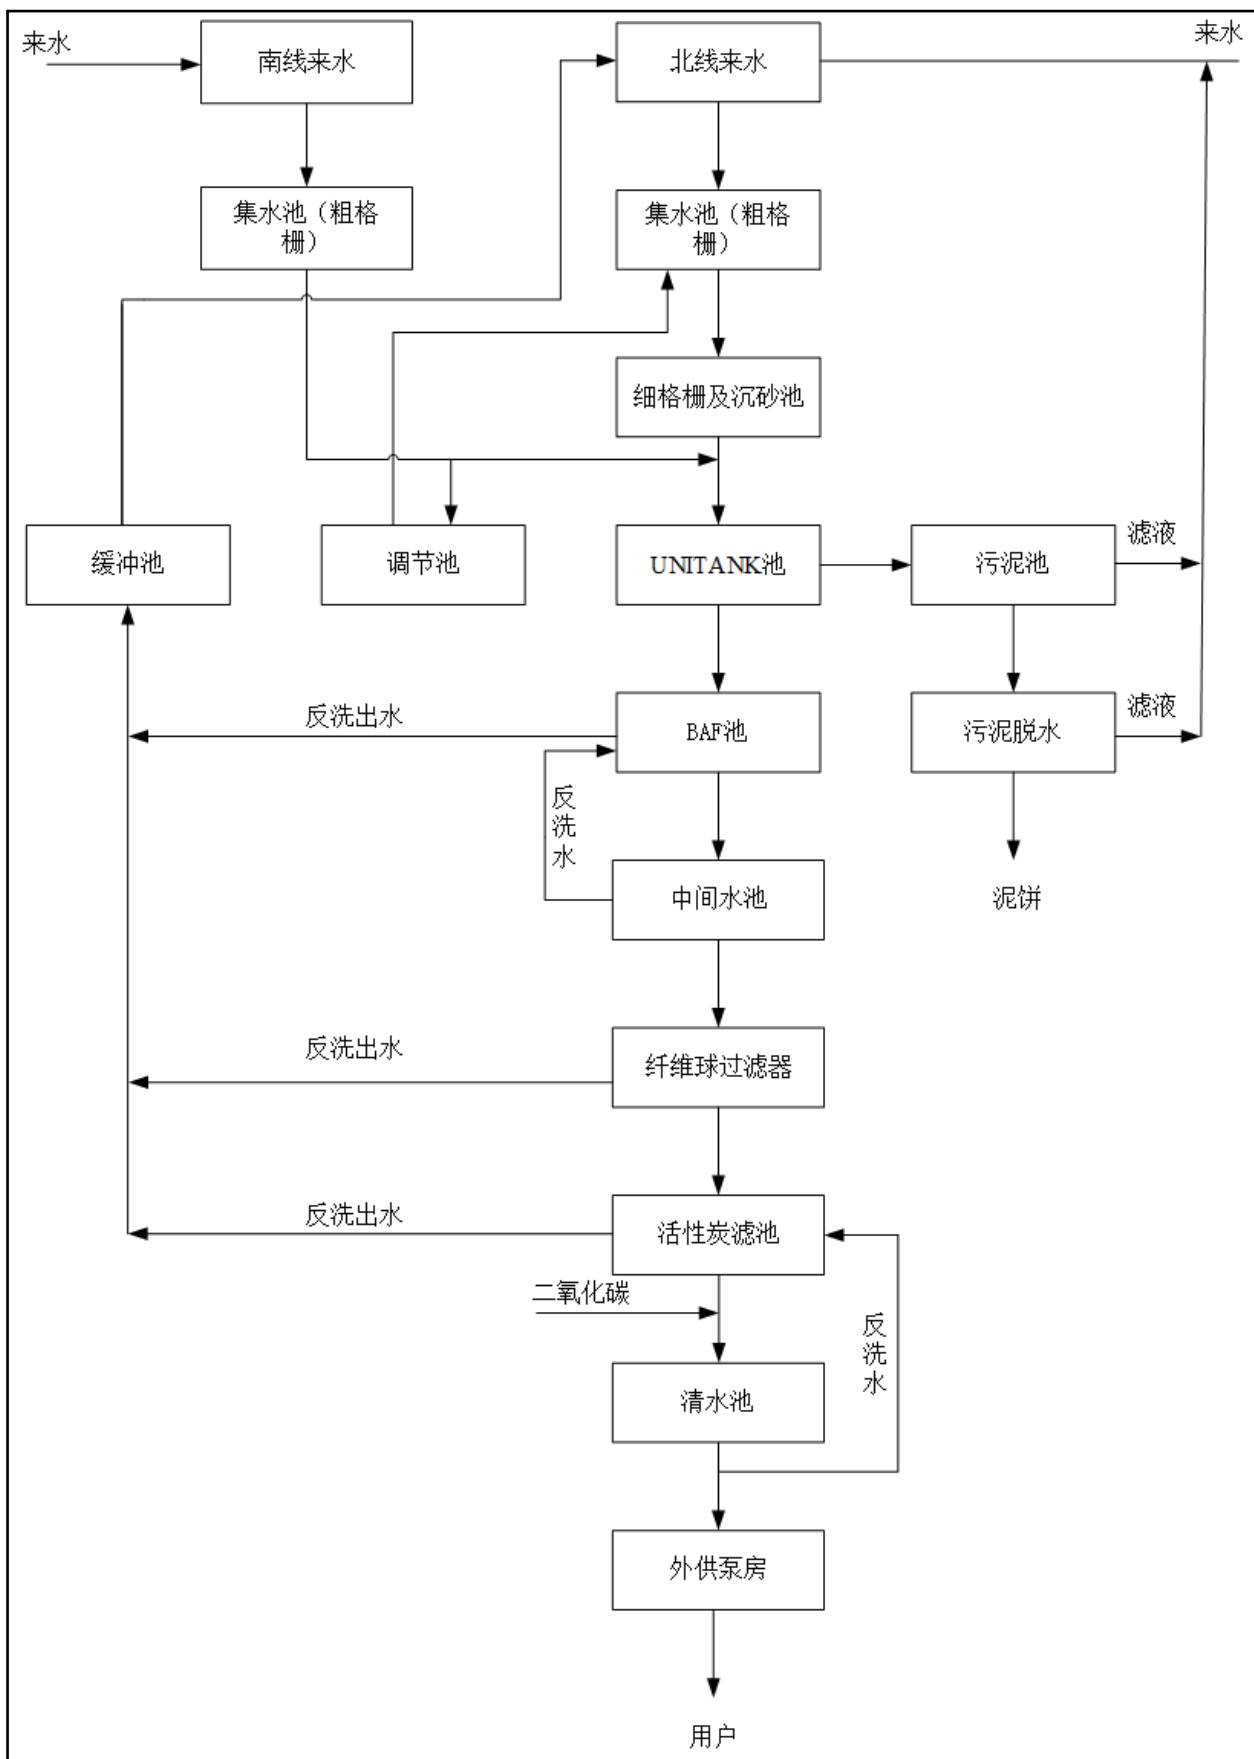 来水
南线来水
北线来水
来水
集水池（粗格
栅）
集水池（粗格
栅）
细格栅及沉砂池
缓冲池
调节池
UNITANK池
污泥池
滤液
反洗出水
BAF池
污泥脱水
滤液
反
洗
水
中间水池
泥饼
反洗出水
纤维球过滤器
反洗出水
活性炭滤池
二氧化碳
反
洗
水
清水池
外供泵房
用户